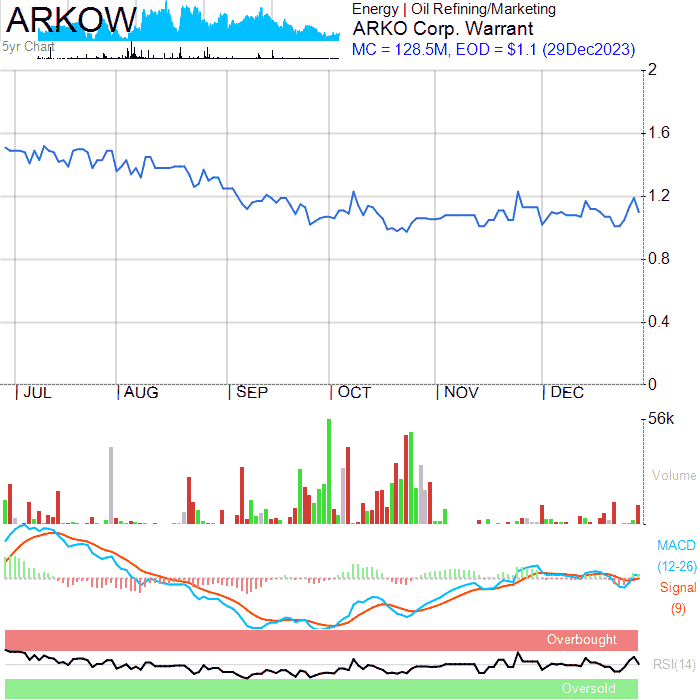 ARKOW
5yr Chart
Energy | Oil Refining/Marketing
ARKO Corp. Warrant
MC = 128.5M, EOD = $1.1 (29Dec2023)
2
1.6
1.2
0.8
0.4
0
JUL AUG SEP OCT NOV DEC
56k
Volume
MACD
(12-26)
Signal
(9)
Overbought
RSI(14)
Oversold